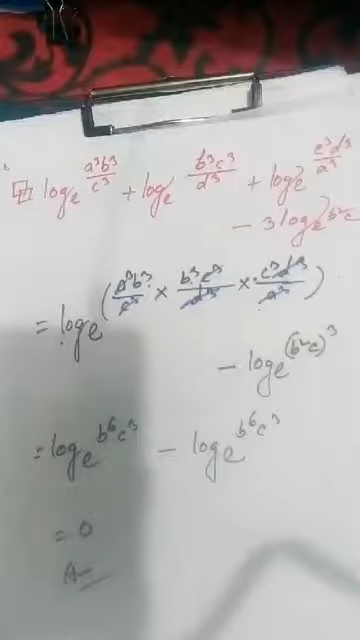 log_e a³b³/c³ + log_e b³c³/d³ + log_e c³d³/a³
− 3 log_e b²c
= log_e (a³b³/c³ × b³c³/d³ × c³d³/a³)
− log_e (b²c)³
= log_e b⁶c³ − log_e b⁶c³
= 0